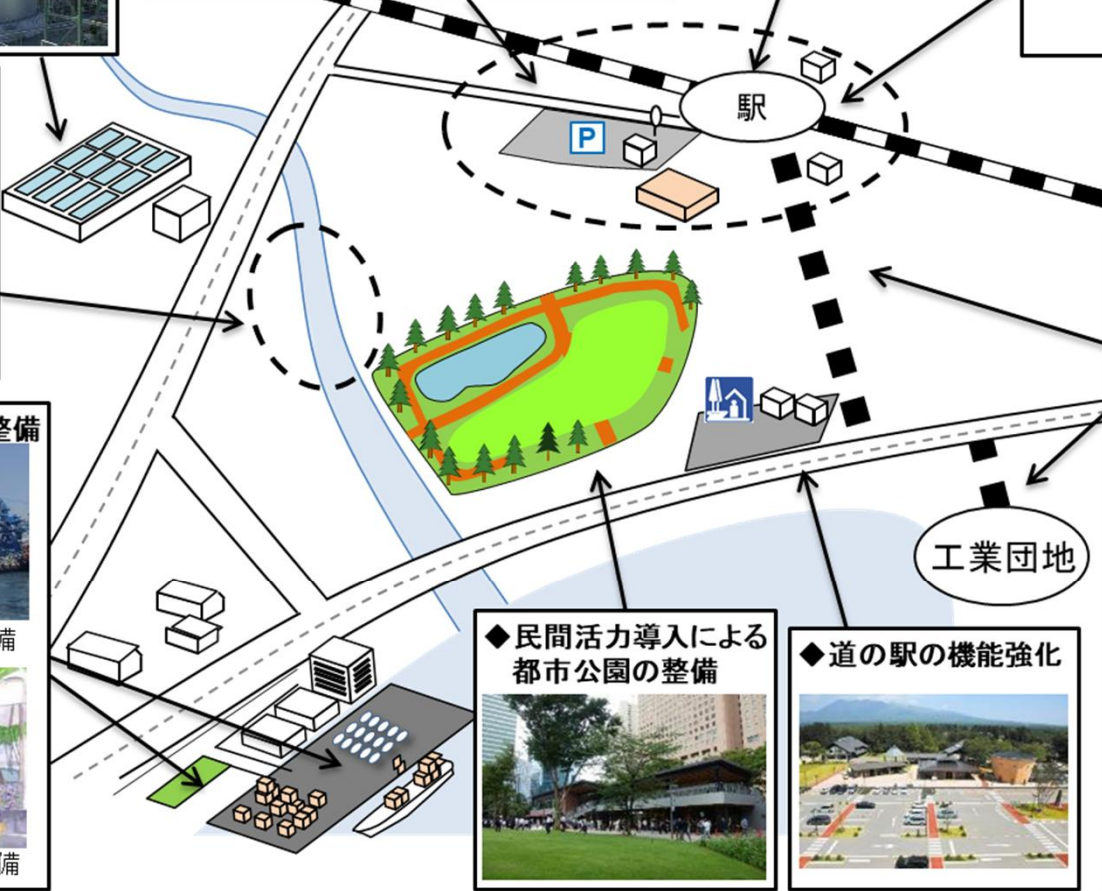 駅
P
整備
工業団地
備
◆民間活力導入による
都市公園の整備
◆道の駅の機能強化
備